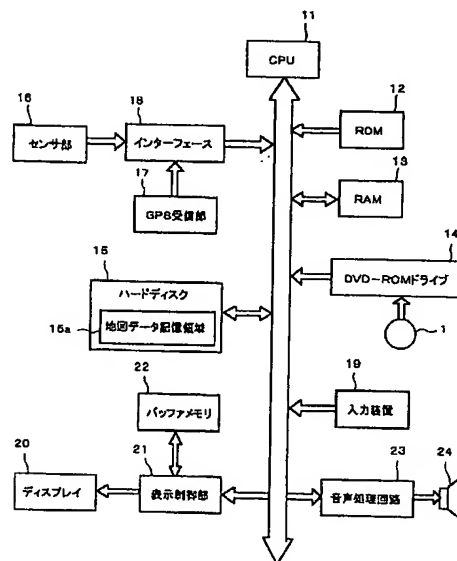 11
CPU
16
センサ部
18
インターフェース
12
ROM
17
GPS受信部
13
RAM
15
ハードディスク
15a
地図データ記憶領域
14
DVD-ROMドライブ
1
22
バッファメモリ
19
入力装置
20
ディスプレイ
21
表示制御部
23
音声処理回路
24